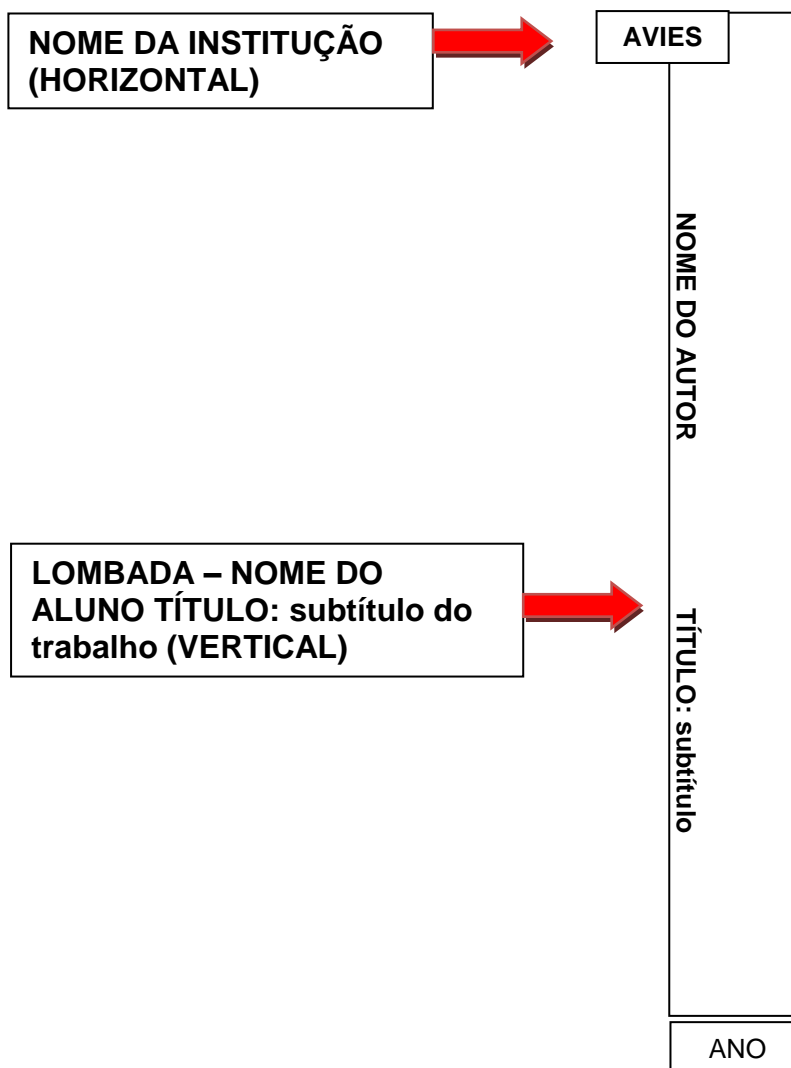 NOME DA INSTITUÇÃO
(HORIZONTAL)
AVIES
NOME DO AUTOR
LOMBADA – NOME DO
ALUNO TÍTULO: subtítulo do
trabalho (VERTICAL)
TÍTULO: subtítulo
ANO